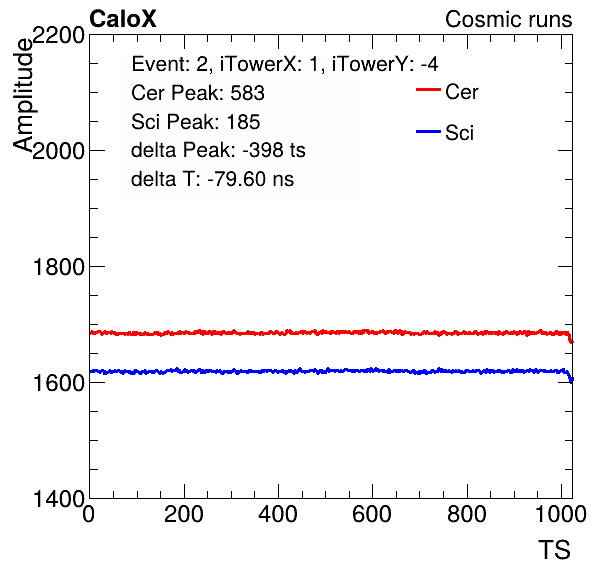 CaloX Cosmic runs
Amplitude
2200
2000
1800
1600
1400
Event: 2, iTowerX: 1, iTowerY: -4
Cer Peak: 583
Sci Peak: 185
delta Peak: -398 ts
delta T: -79.60 ns
Cer
Sci
0 200 400 600 800 1000
TS